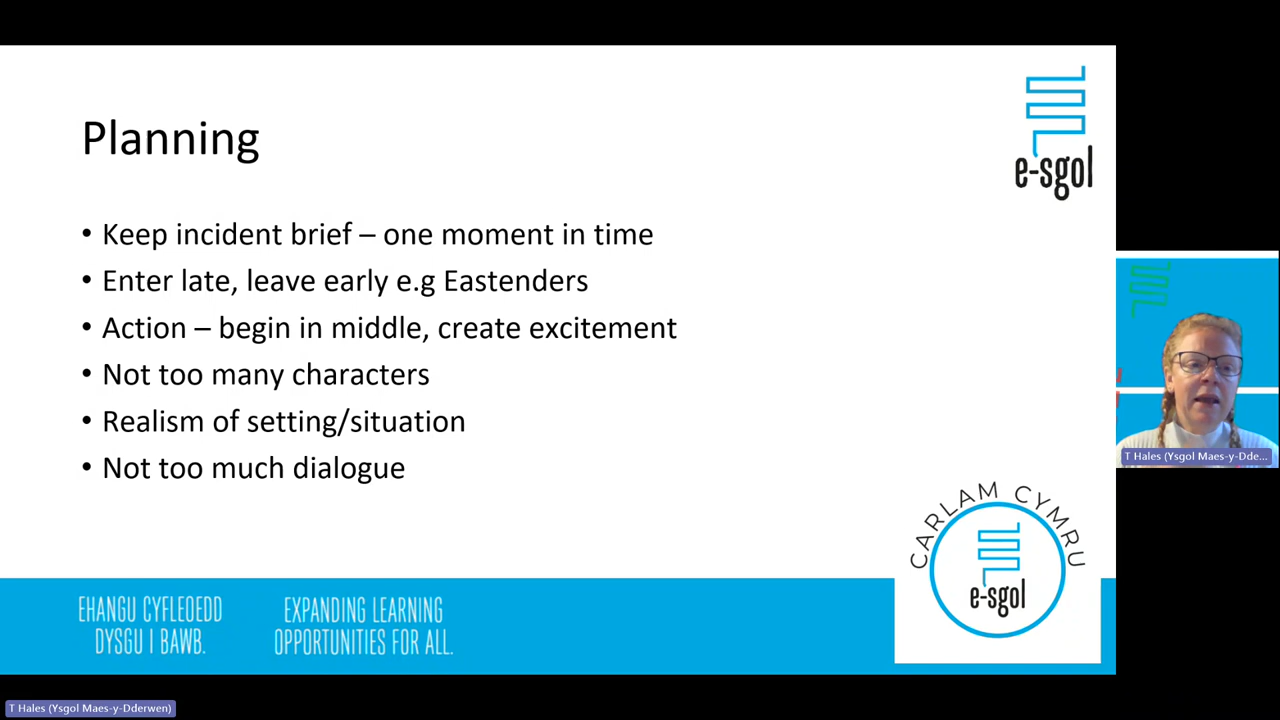 Planning
e-sgol
• Keep incident brief – one moment in time
• Enter late, leave early e.g Eastenders
• Action – begin in middle, create excitement
• Not too many characters
• Realism of setting/situation
• Not too much dialogue
T Hales (Ysgol Maes-y-Dde...
CARLAM CYMRU
e-sgol
EHANGU CYFLEOEDD
DYSGU I BAWB.
EXPANDING LEARNING
OPPORTUNITIES FOR ALL.
T Hales (Ysgol Maes-y-Dderwen)